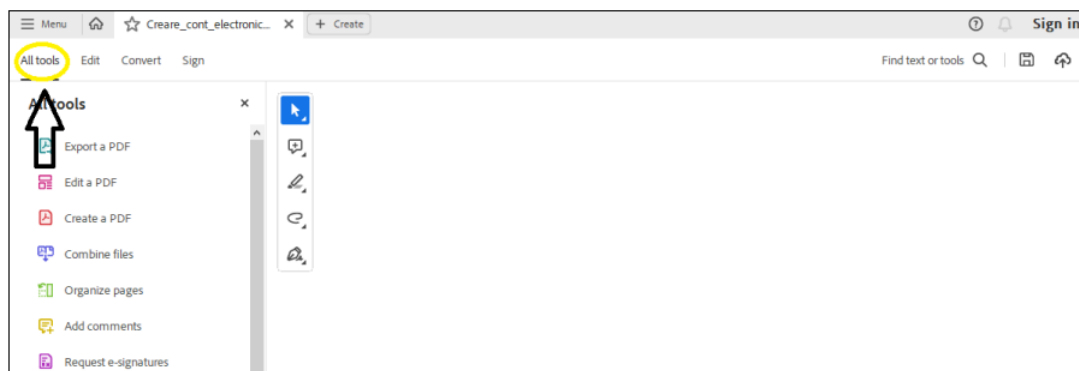 Menu
Creare_cont_electronic...
+ Create
Sign in
All tools
Edit
Convert
Sign
Find text or tools
All tools
Export a PDF
Edit a PDF
Create a PDF
Combine files
Organize pages
Add comments
Request e-signatures